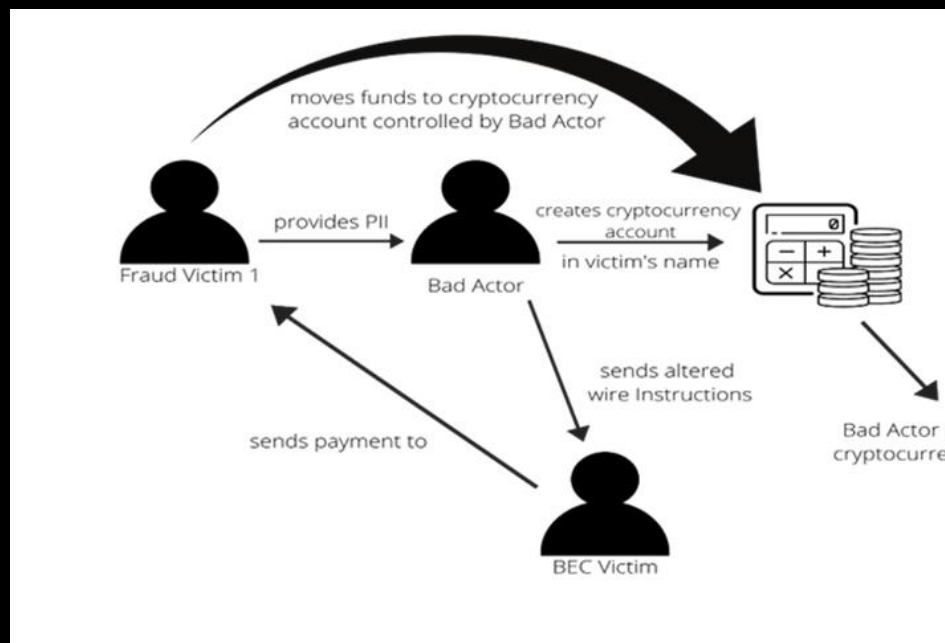 moves funds to cryptocurrency
account controlled by Bad Actor
provides PII
creates cryptocurrency
account
in victim's name
0
Fraud Victim 1
Bad Actor
sends altered
wire Instructions
sends payment to
Bad Actor
BEC Victim